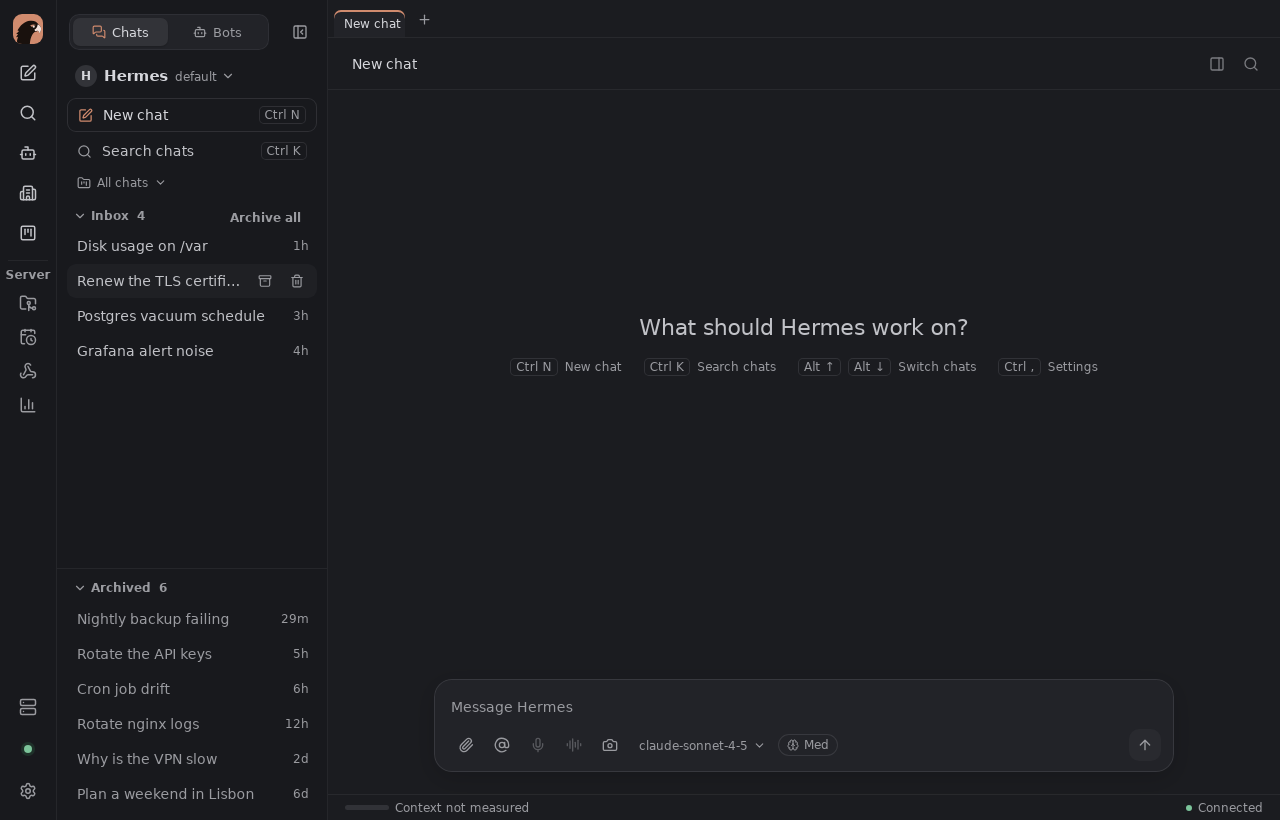 Chats
Bots
H Hermes default
New chat Ctrl N
Search chats Ctrl K
All chats
Inbox 4 Archive all
Disk usage on /var 1h
Renew the TLS certifi...
Postgres vacuum schedule 3h
Grafana alert noise 4h
Server
Archived 6
Nightly backup failing 29m
Rotate the API keys 5h
Cron job drift 6h
Rotate nginx logs 12h
Why is the VPN slow 2d
Plan a weekend in Lisbon 6d
New chat
New chat
What should Hermes work on?
Ctrl N New chat Ctrl K Search chats Alt ↑ Alt ↓ Switch chats Ctrl , Settings
Message Hermes
claude-sonnet-4-5 Med
Context not measured Connected